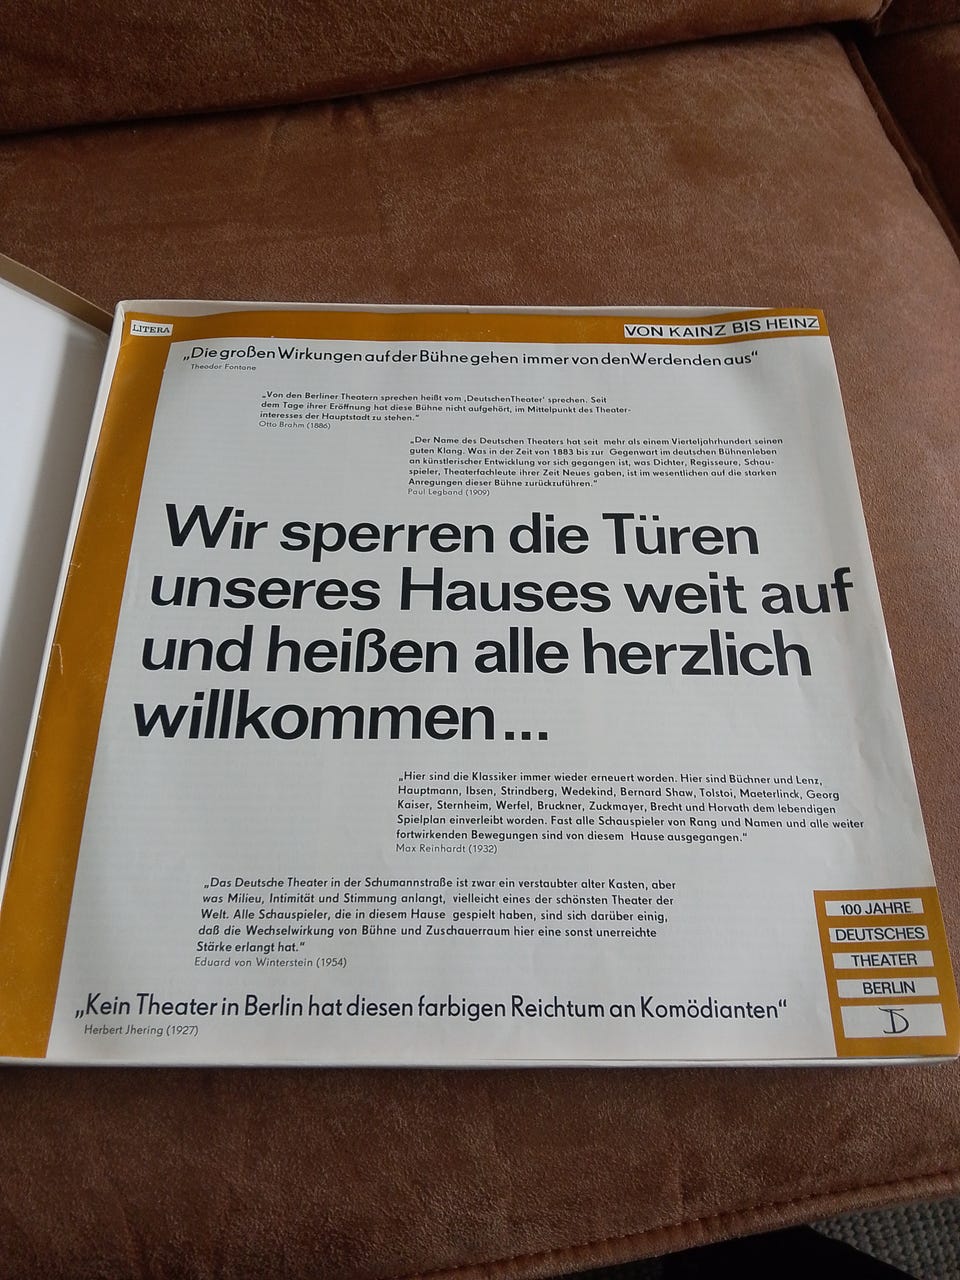 LITERA
VON KAINZ BIS HEINZ
„Die großen Wirkungen auf der Bühne gehen immer von den Werdenden aus“
Theodor Fontane
„Von den Berliner Theatern sprechen heißt vom ‚DeutschenTheater‘ sprechen. Seit
dem Tage ihrer Eröffnung hat diese Bühne nicht aufgehört, im Mittelpunkt des Theater-
interesses der Hauptstadt zu stehen.“
Otto Brahm (1886)
„Der Name des Deutschen Theaters hat seit mehr als einem Vierteljahrhundert seinen
guten Klang. Was in der Zeit von 1883 bis zur Gegenwart im deutschen Bühnenleben
an künstlerischer Entwicklung vor sich gegangen ist, was Dichter, Regisseure, Schau-
spieler, Theaterfachleute ihrer Zeit Neues gaben, ist im wesentlichen auf die starken
Anregungen dieser Bühne zurückzuführen.“
Paul Legband (1909)
Wir sperren die Türen
unseres Hauses weit auf
und heißen alle herzlich
willkommen...
„Hier sind die Klassiker immer wieder erneuert worden. Hier sind Büchner und Lenz,
Hauptmann, Ibsen, Strindberg, Wedekind, Bernard Shaw, Tolstoi, Maeterlinck, Georg
Kaiser, Sternheim, Werfel, Bruckner, Zuckmayer, Brecht und Horvath dem lebendigen
Spielplan einverleibt worden. Fast alle Schauspieler von Rang und Namen und alle weiter
fortwirkenden Bewegungen sind von diesem Hause ausgegangen.“
Max Reinhardt (1932)
„Das Deutsche Theater in der Schumannstraße ist zwar ein verstaubter alter Kasten, aber
was Milieu, Intimität und Stimmung anlangt, vielleicht eines der schönsten Theater der
Welt. Alle Schauspieler, die in diesem Hause gespielt haben, sind sich darüber einig,
daß die Wechselwirkung von Bühne und Zuschauerraum hier eine sonst unerreichte
Stärke erlangt hat.“
Eduard von Winterstein (1954)
„Kein Theater in Berlin hat diesen farbigen Reichtum an Komödianten“
Herbert Jhering (1927)
100 JAHRE
DEUTSCHES
THEATER
BERLIN
DT